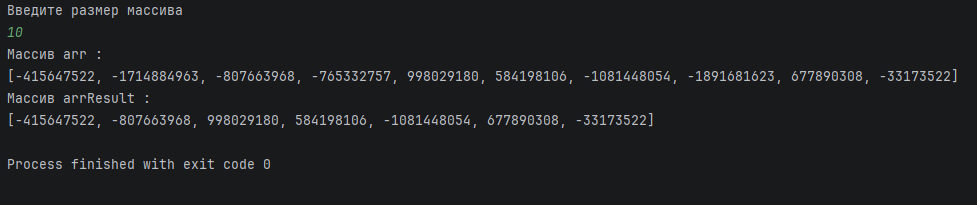 Введите размер массива
10
Массив arr :
[-415647522, -1714884963, -807663968, -765332757, 998029180, 584198106, -1081448054, -1891681623, 677890308, -33173522]
Массив arrResult :
[-415647522, -807663968, 998029180, 584198106, -1081448054, 677890308, -33173522]
Process finished with exit code 0